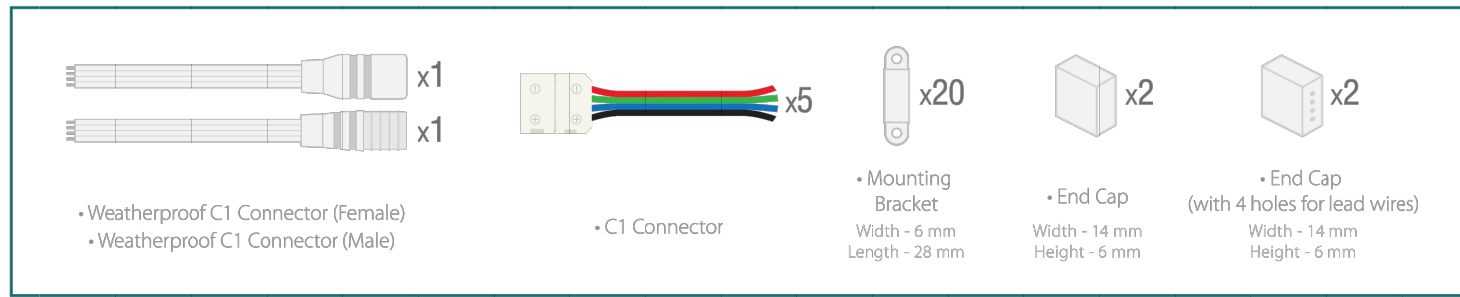 x1
x1
• Weatherproof C1 Connector (Female)
• Weatherproof C1 Connector (Male)
x5
• C1 Connector
x20
• Mounting
Bracket
Width - 6 mm
Length - 28 mm
x2
• End Cap
Width - 14 mm
Height - 6 mm
x2
• End Cap
(with 4 holes for lead wires)
Width - 14 mm
Height - 6 mm